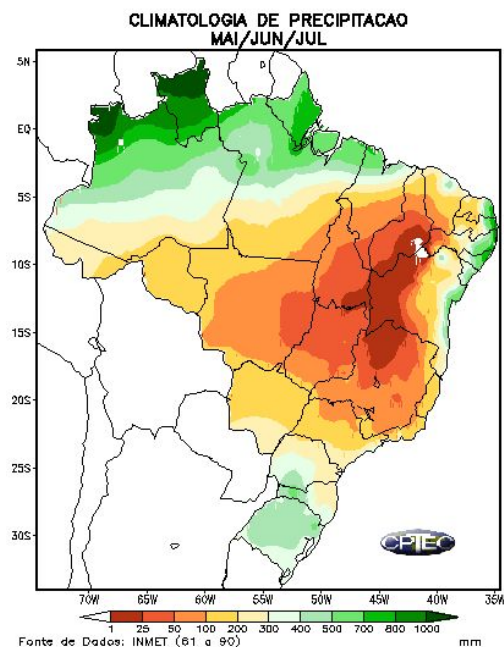 CLIMATOLOGIA DE PRECIPITACAO
MAI/JUN/JUL
5N
EQ
5S
10S
15S
20S
25S
30S
CPTEC
70W 65W 60W 55W 50W 45W 40W 35W
1 25 50 100 200 300 400 500 700 800 1000
Fonte de Dados: INMET (61 a 90) mm